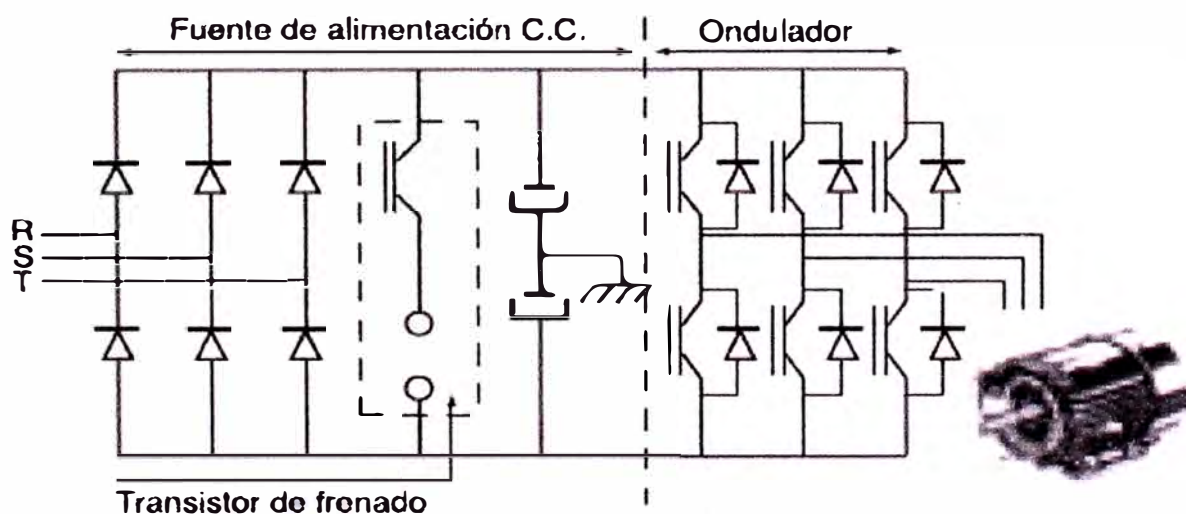 Fuente de alimentación C.C.
Ondulador
R
S
T
Transistor de frenado